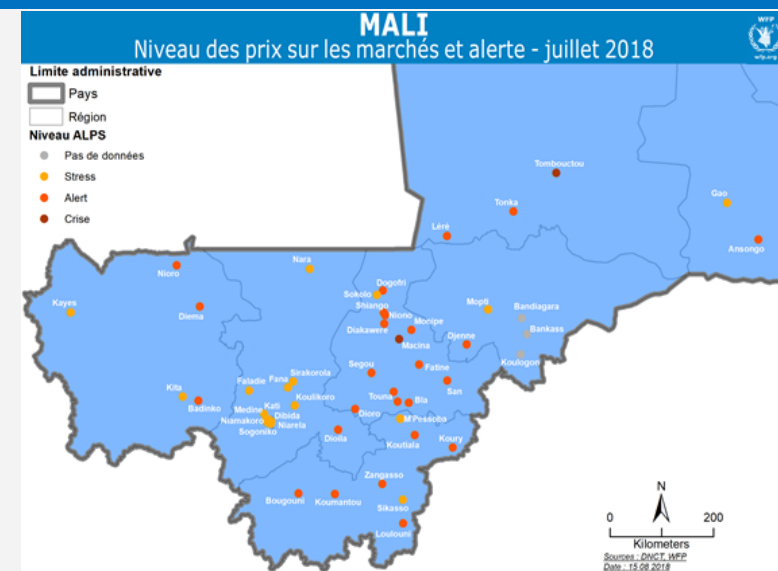 MALI
Niveau des prix sur les marchés et alerte - juillet 2018
WFP
wfp.org
Limite administrative
Pays
Région
Niveau ALPS
Pas de données
Stress
Alert
Crise
Tombouctou
Gao
Tonka
Léré
Ansongo
Nara
Nioro
Dogofri
Sokolo
Kayes
Diema
Shiango
Niono
Mopti
Bandiagara
Diakawere
Monipe
Bankass
Macina
Djenne
Koulogon
Segou
Fatine
Sirakorola
Fana
Faladie
San
Kita
Badinko
Koulikoro
Touna
Bla
Kati
Medine
Dibida
Dioro
M'Pessoba
Niamakoro
Niarela
Sogoniko
Dioila
Koutiala
Koury
Zangasso
Bougouni
Koumantou
Sikasso
Loulouni
N
0 200
Kilometers
Sources : DNCT, WFP
Date : 15 08 2018